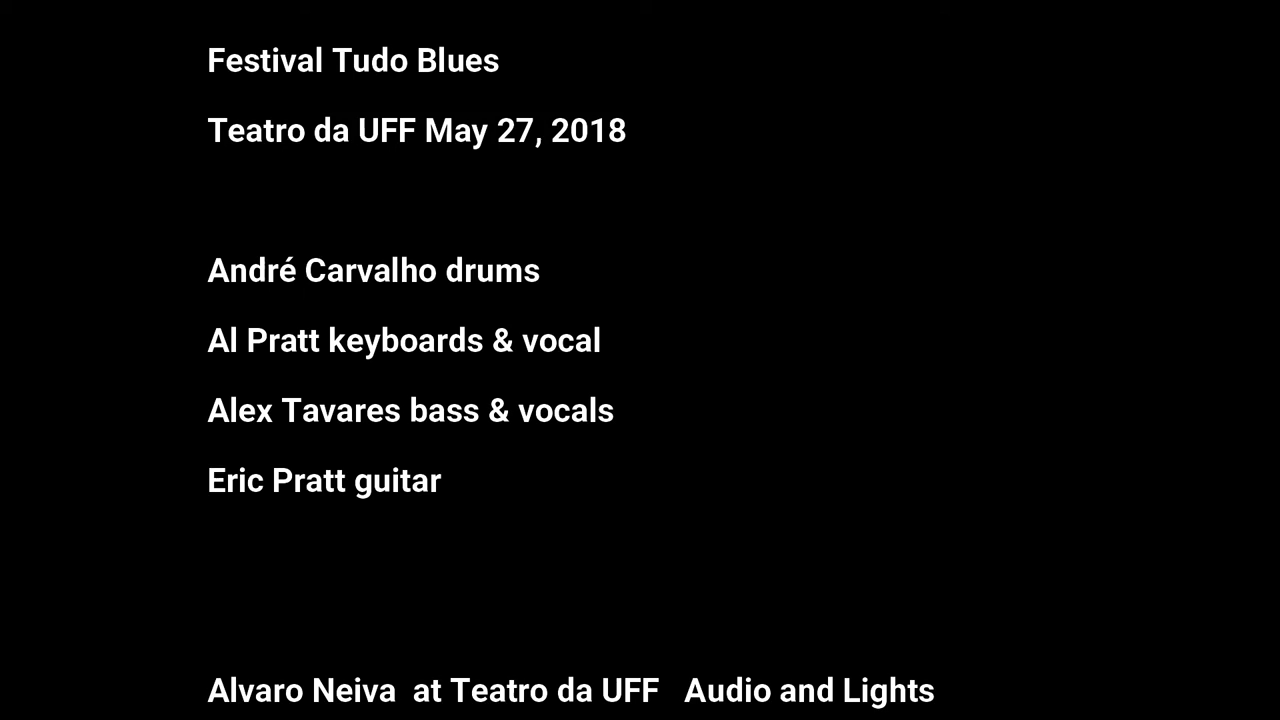 Festival Tudo Blues
Teatro da UFF May 27, 2018
André Carvalho drums
Al Pratt keyboards & vocal
Alex Tavares bass & vocals
Eric Pratt guitar
Alvaro Neiva  at Teatro da UFF   Audio and Lights